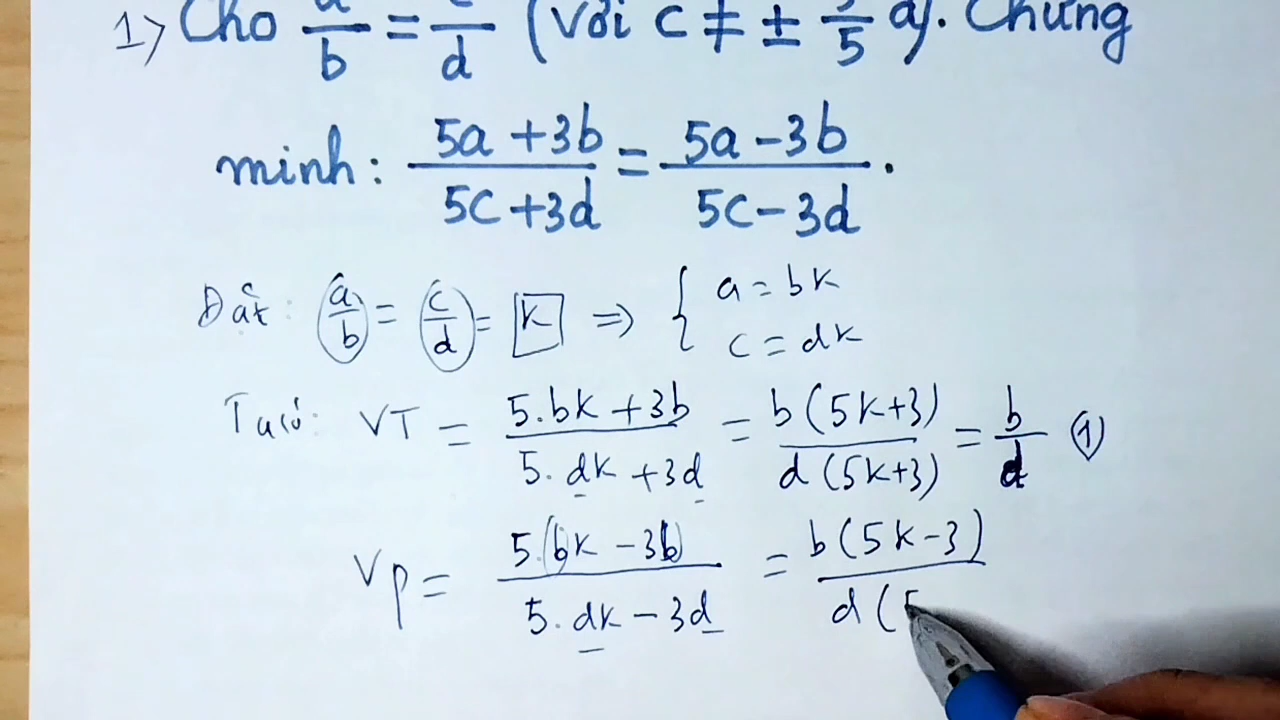 1) Cho a/b = c/d (với c ≠ ± 3/5 d). Chứng
minh: (5a + 3b)/(5c + 3d) = (5a − 3b)/(5c − 3d).
Đặt: a/b = c/d = k ⇒ { a = bk
c = dk
Ta có: VT = (5.bk + 3b)/(5.dk + 3d) = b(5k+3)/d(5k+3) = b/d (1)
VP = (5.(bk − 3b))/(5.dk − 3d) = b(5k−3)/d(5